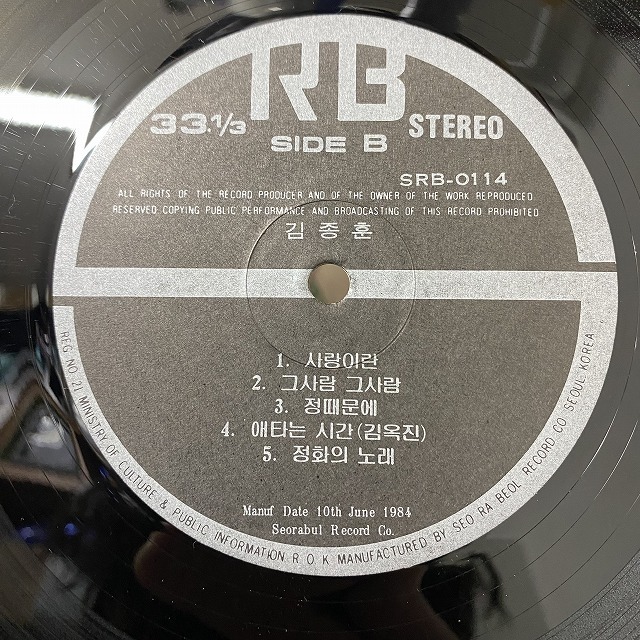 RB
33.1/3
SIDE B
STEREO
SRB-0114
ALL RIGHTS OF THE RECORD PRODUCER AND OF THE OWNER OF THE WORK REPRODUCED
RESERVED COPYING PUBLIC PERFORMANCE AND BROADCASTING OF THIS RECORD PROHIBITED
김종훈
1. 사랑이란
2. 그사람 그사람
3. 정때문에
4. 애타는 시간(김옥진)
5. 정화의 노래
Manuf Date 10th June 1984
Seorabul Record Co.
REG NO. 21 MINISTRY OF CULTURE & PUBLIC INFORMATION R O K MANUFACTURED BY SEO RA BEOL RECORD CO SEOUL KOREA